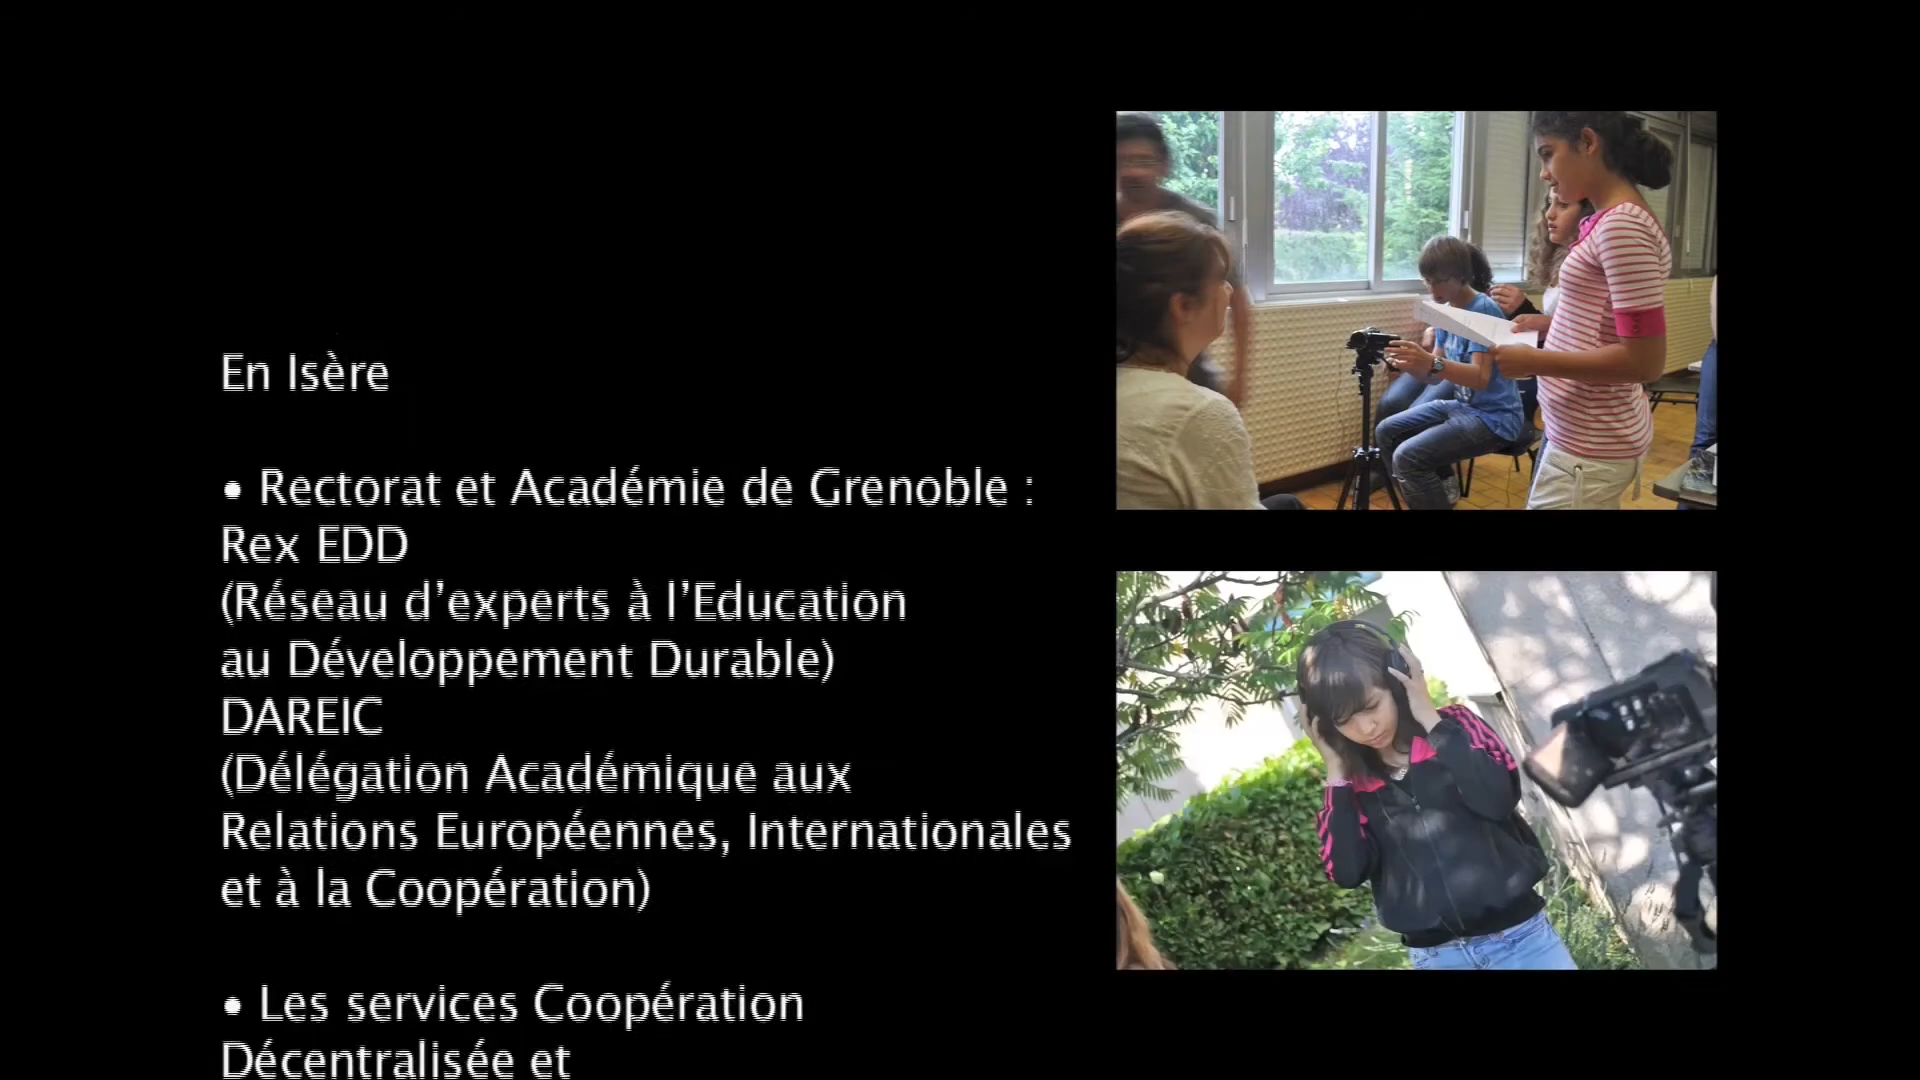 En Isère
• Rectorat et Académie de Grenoble :
Rex EDD
(Réseau d’experts à l’Education
au Développement Durable)
DAREIC
(Délégation Académique aux
Relations Européennes, Internationales
et à la Coopération)
• Les services Coopération
Décentralisée et